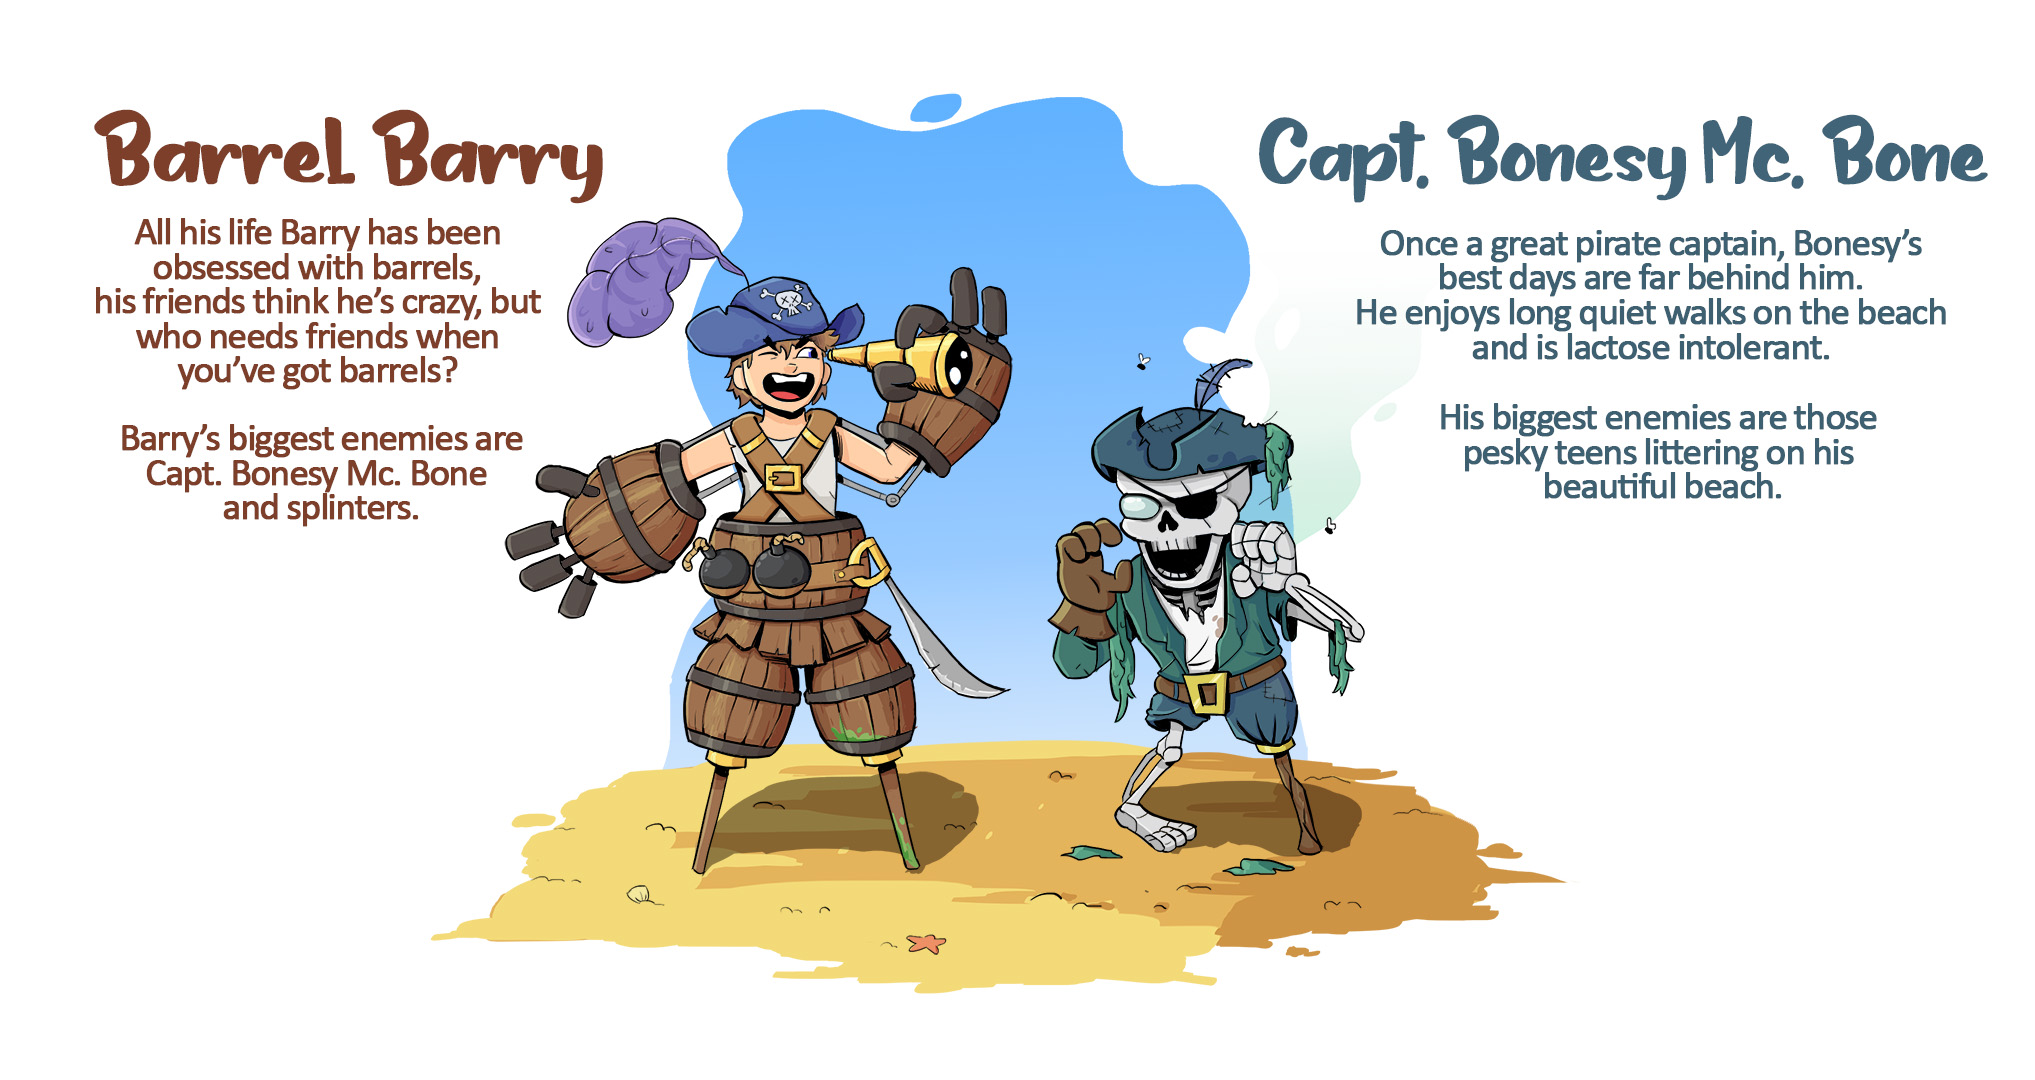 Barrel Barry
All his life Barry has been
obsessed with barrels,
his friends think he's crazy, but
who needs friends when
you've got barrels?
Barry's biggest enemies are
Capt. Bonesy Mc. Bone
and splinters.
Capt. Bonesy Mc. Bone
Once a great pirate captain, Bonesy's
best days are far behind him.
He enjoys long quiet walks on the beach
and is lactose intolerant.
His biggest enemies are those
pesky teens littering on his
beautiful beach.